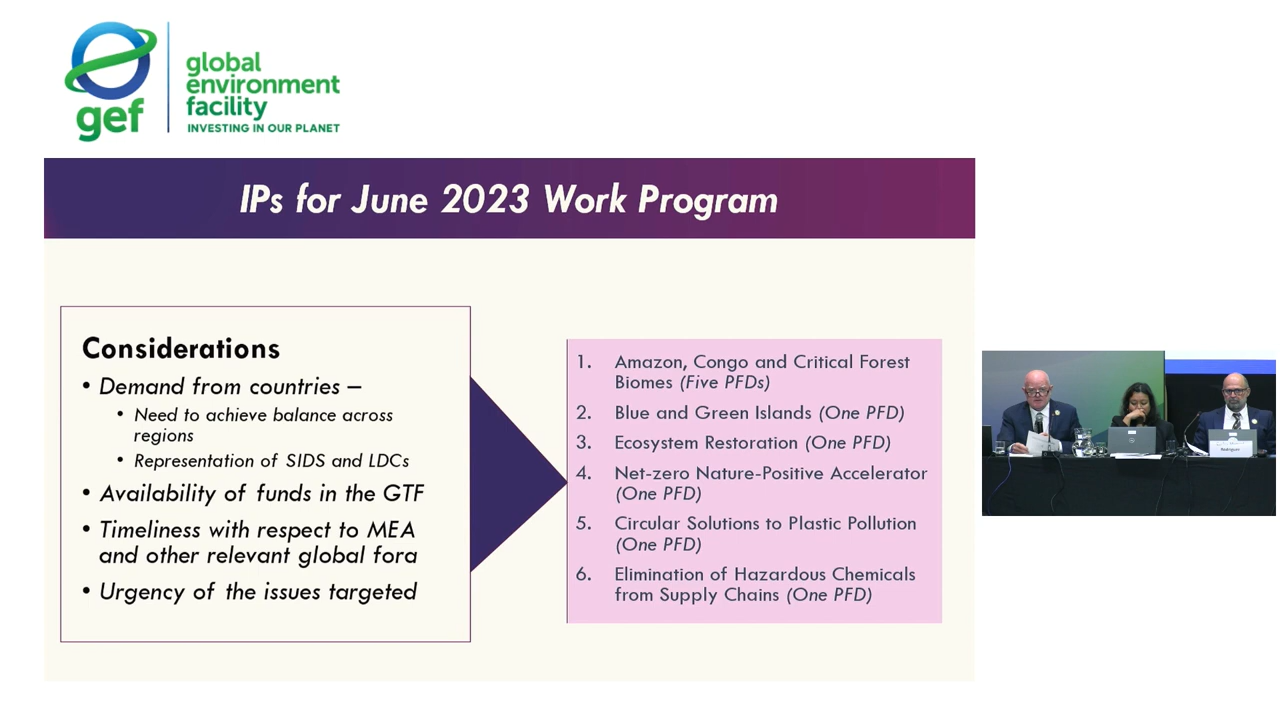 gef
global
environment
facility
INVESTING IN OUR PLANET
IPs for June 2023 Work Program
Considerations
• Demand from countries –
• Need to achieve balance across
regions
• Representation of SIDS and LDCs
• Availability of funds in the GTF
• Timeliness with respect to MEA
and other relevant global fora
• Urgency of the issues targeted
1. Amazon, Congo and Critical Forest
Biomes (Five PFDs)
2. Blue and Green Islands (One PFD)
3. Ecosystem Restoration (One PFD)
4. Net-zero Nature-Positive Accelerator
(One PFD)
5. Circular Solutions to Plastic Pollution
(One PFD)
6. Elimination of Hazardous Chemicals
from Supply Chains (One PFD)